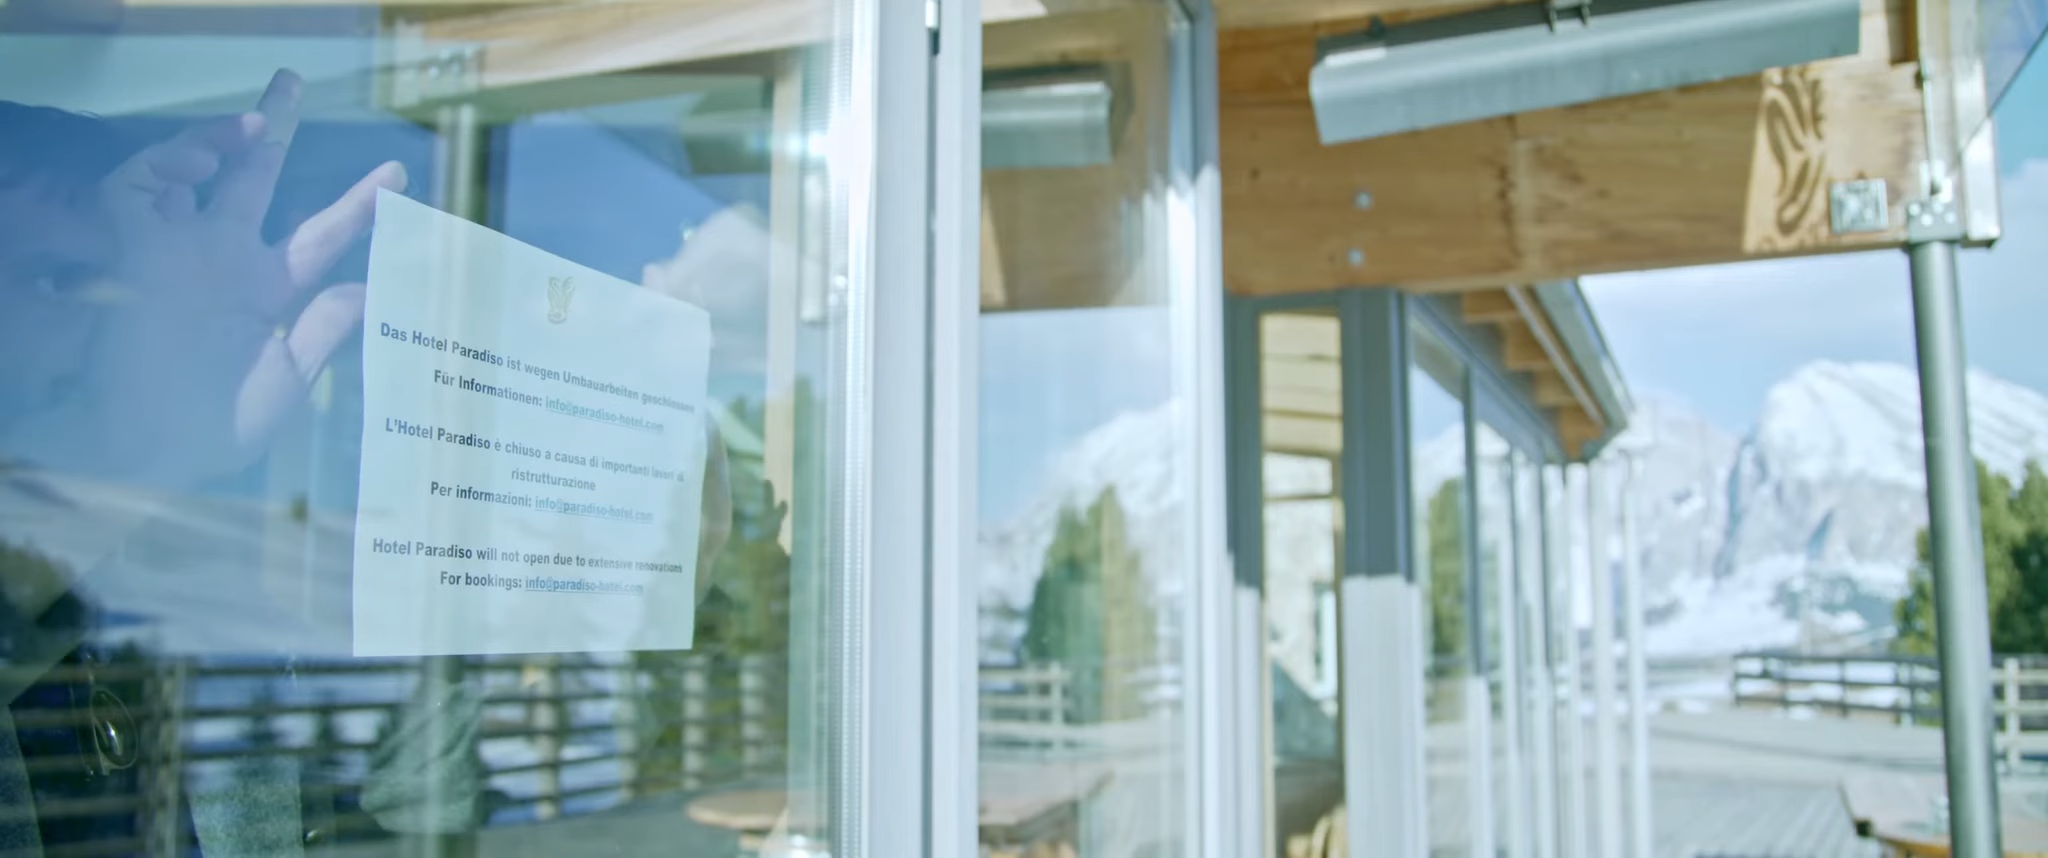 Das Hotel Paradiso ist wegen Umbauarbeiten geschlossen
Für Informationen: info@paradiso-hotel.com
L'Hotel Paradiso è chiuso a causa di importanti lavori di
ristrutturazione
Per informazioni: info@paradiso-hotel.com
Hotel Paradiso will not open due to extensive renovations
For bookings: info@paradiso-hotel.com